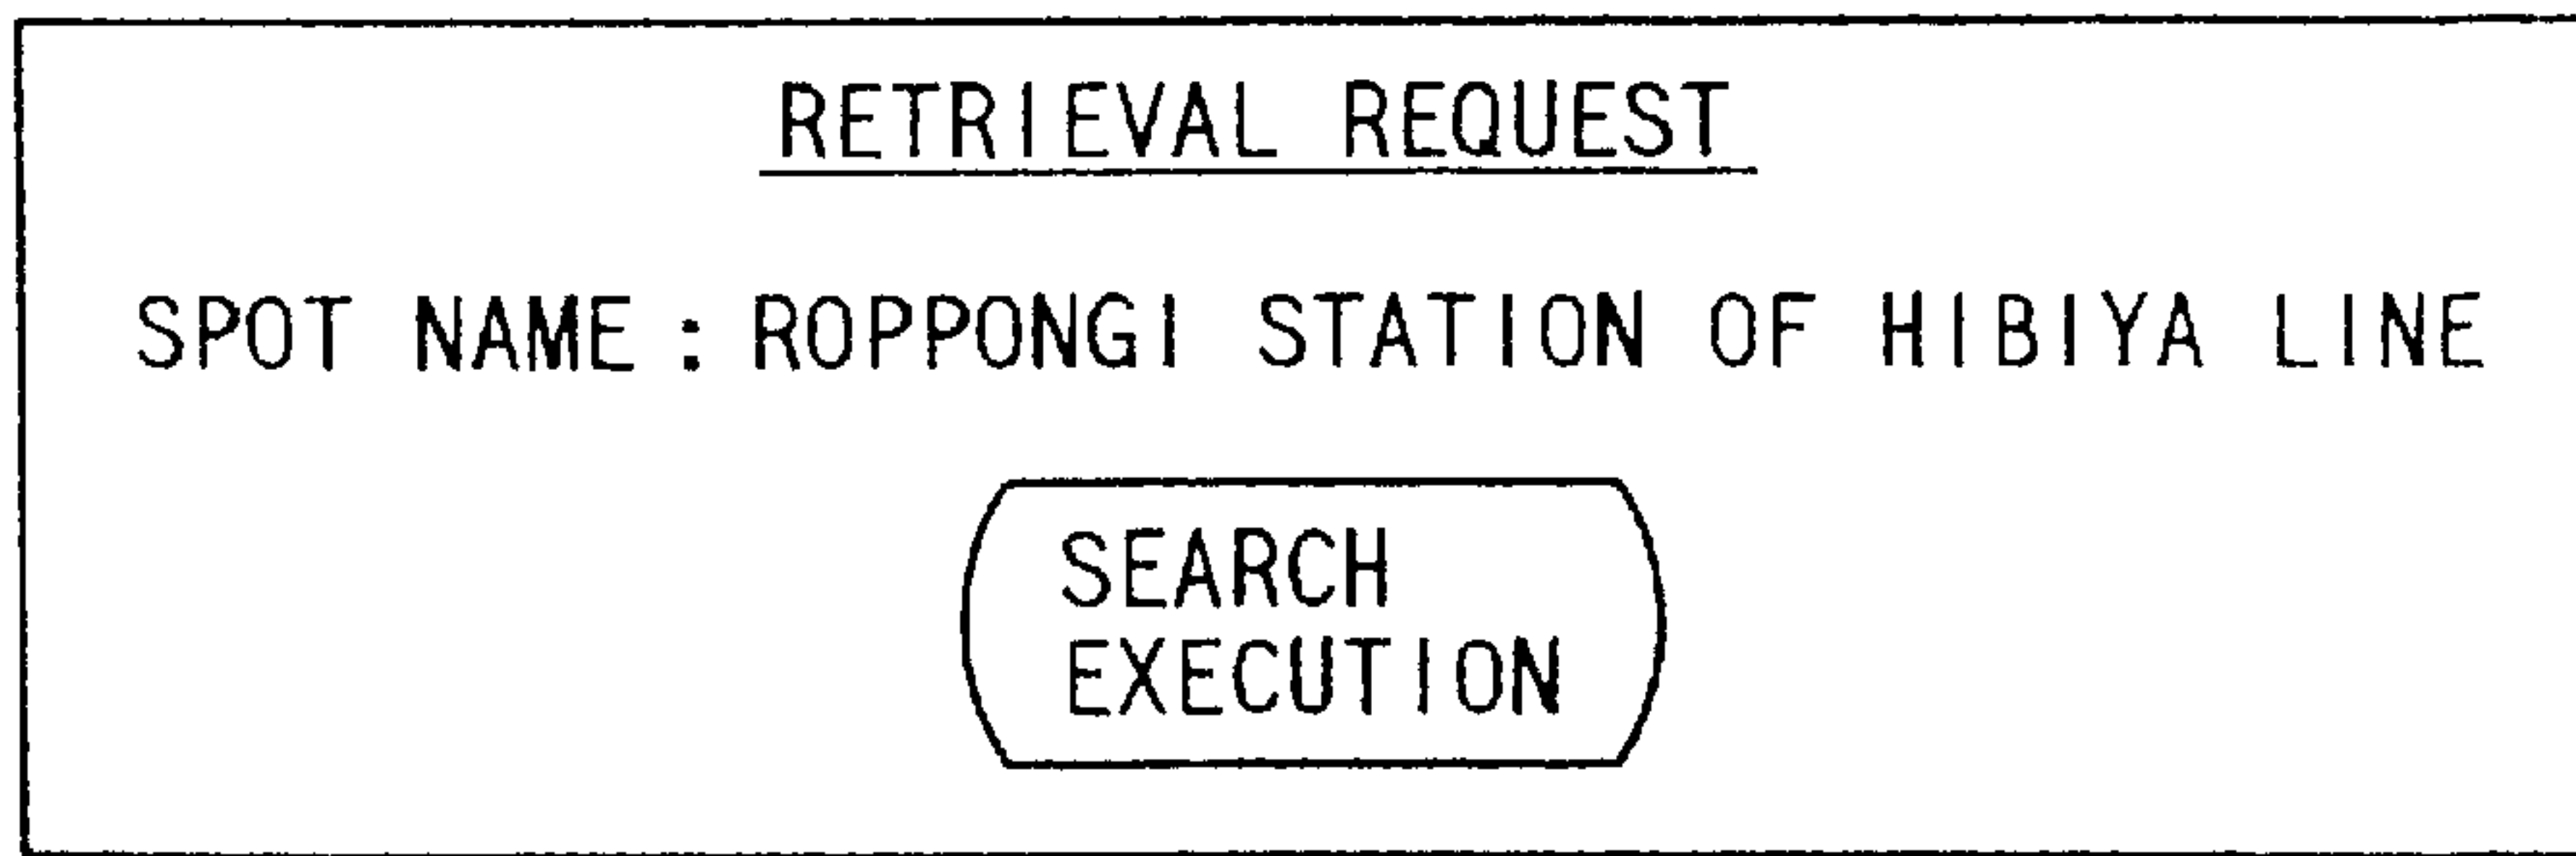 RETRIEVAL REQUEST
SPOT NAME : ROPPONGI STATION OF HIBIYA LINE
SEARCH
EXECUTION